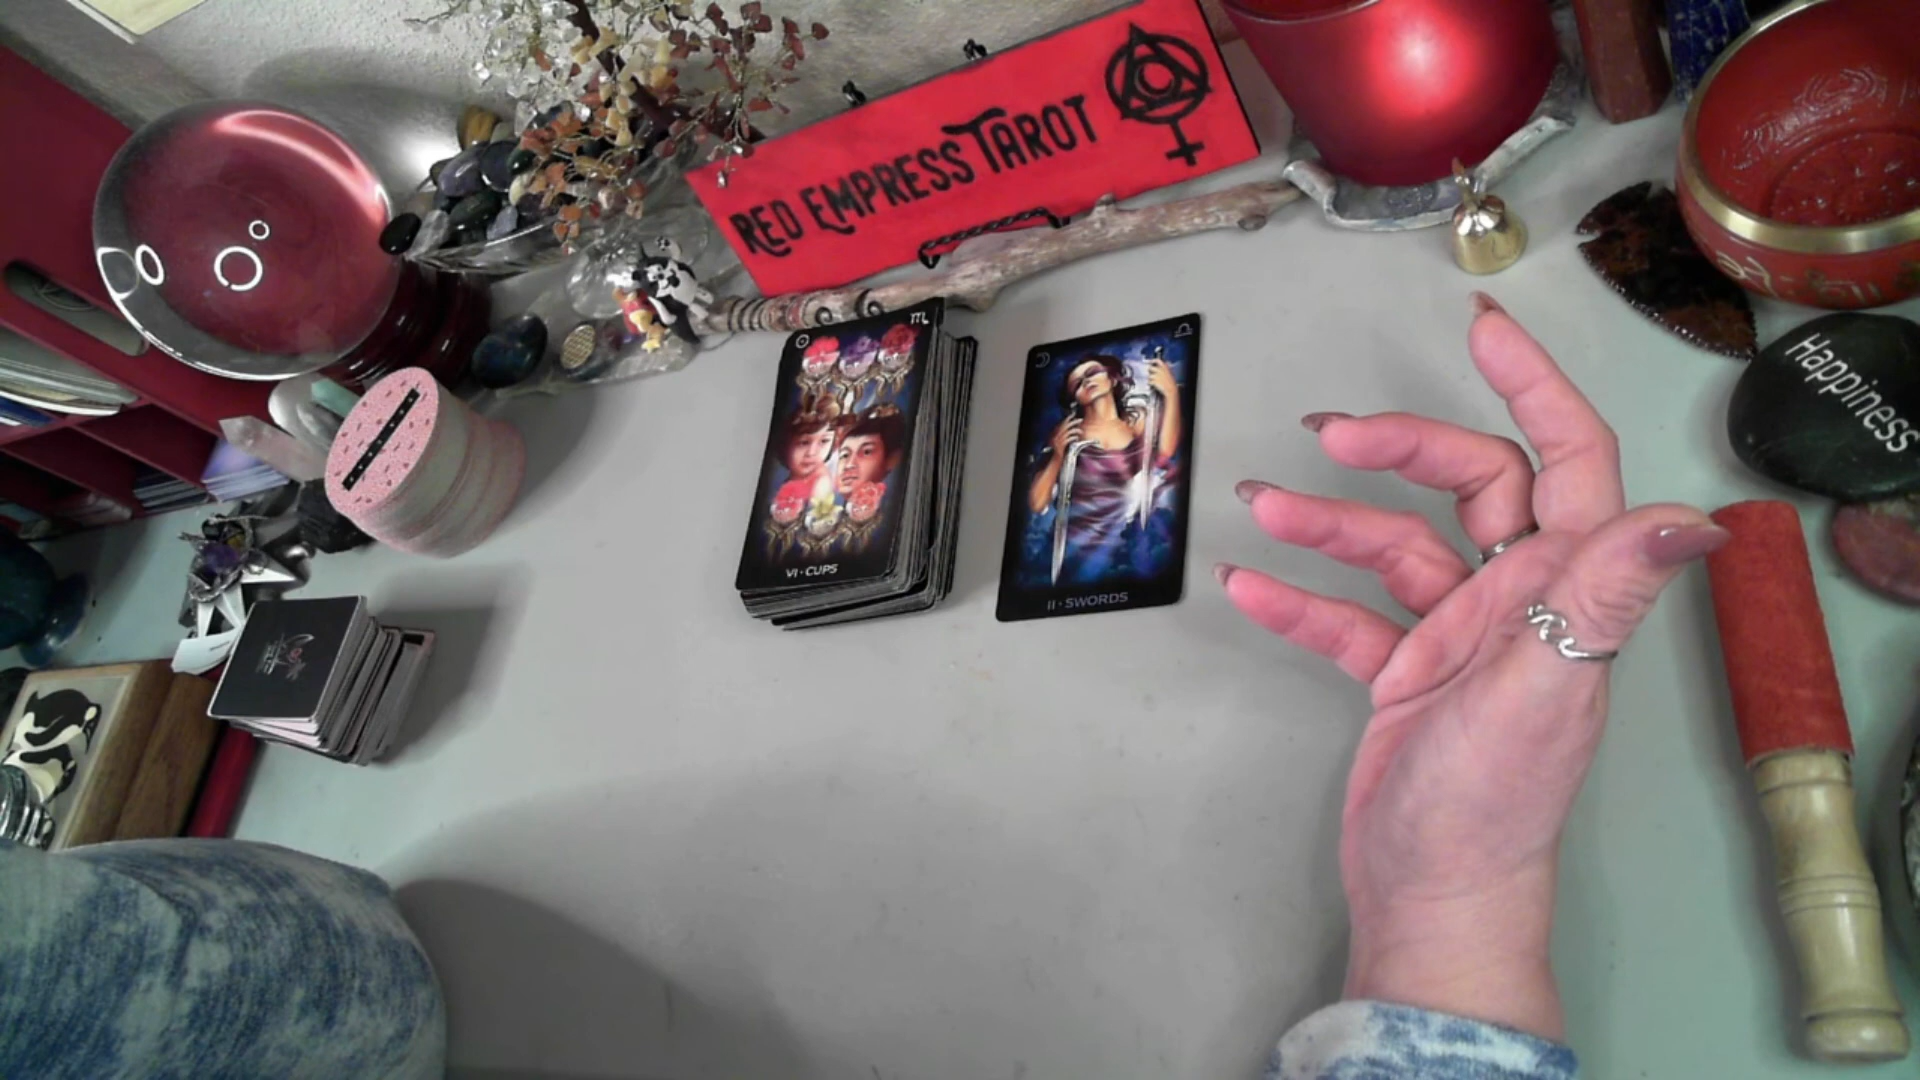 RED EMPRESS TAROT
Happiness
VI · CUPS
II · SWORDS